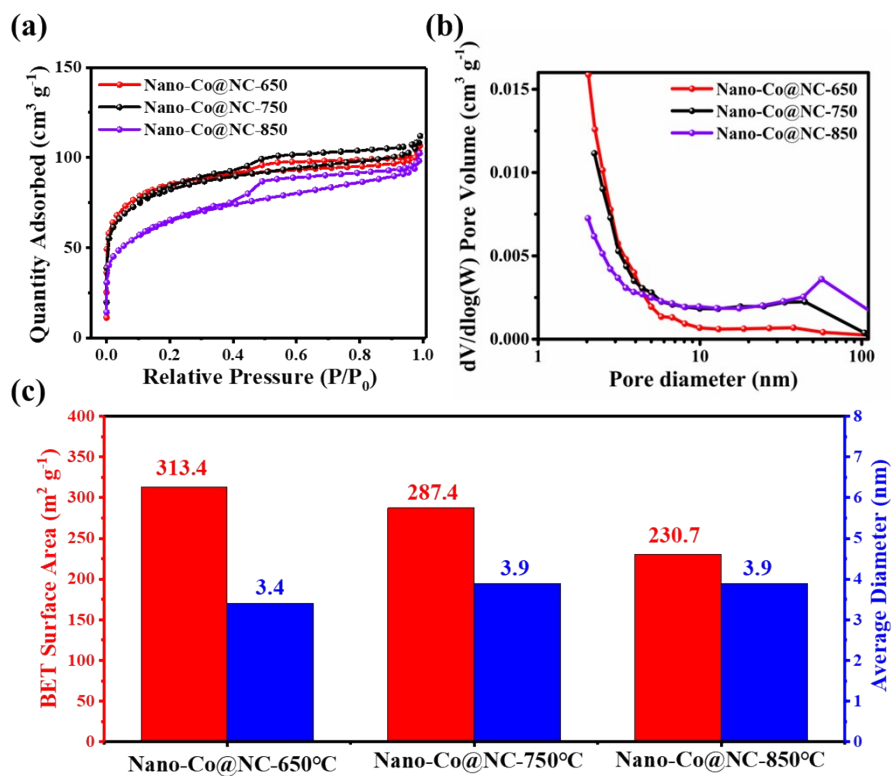 (a)
Quantity Adsorbed (cm³ g⁻¹)
150
100
50
0
Nano-Co@NC-650
Nano-Co@NC-750
Nano-Co@NC-850
0.0 0.2 0.4 0.6 0.8 1.0
Relative Pressure (P/P₀)
(b)
dV/dlog(W) Pore Volume (cm³ g⁻¹)
0.015
0.010
0.005
0.000
Nano-Co@NC-650
Nano-Co@NC-750
Nano-Co@NC-850
1 10 100
Pore diameter (nm)
(c)
BET Surface Area (m² g⁻¹)
400
350
300
250
200
150
100
50
0
313.4
3.4
287.4
3.9
230.7
3.9
8
7
6
5
4
3
2
1
0
Average Diameter (nm)
Nano-Co@NC-650°C Nano-Co@NC-750°C Nano-Co@NC-850°C